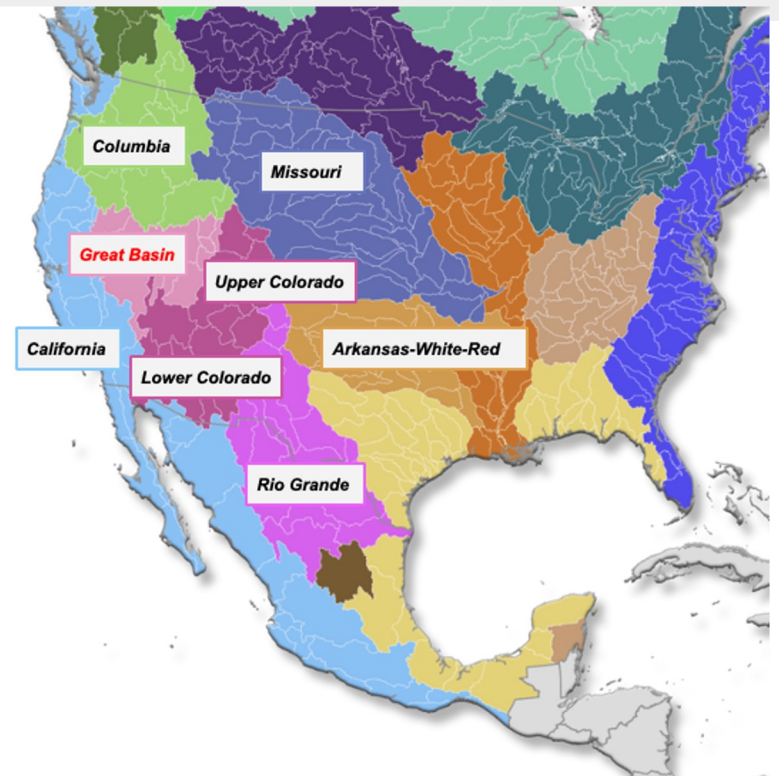 Columbia
Missouri
Great Basin
Upper Colorado
California
Arkansas-White-Red
Lower Colorado
Rio Grande